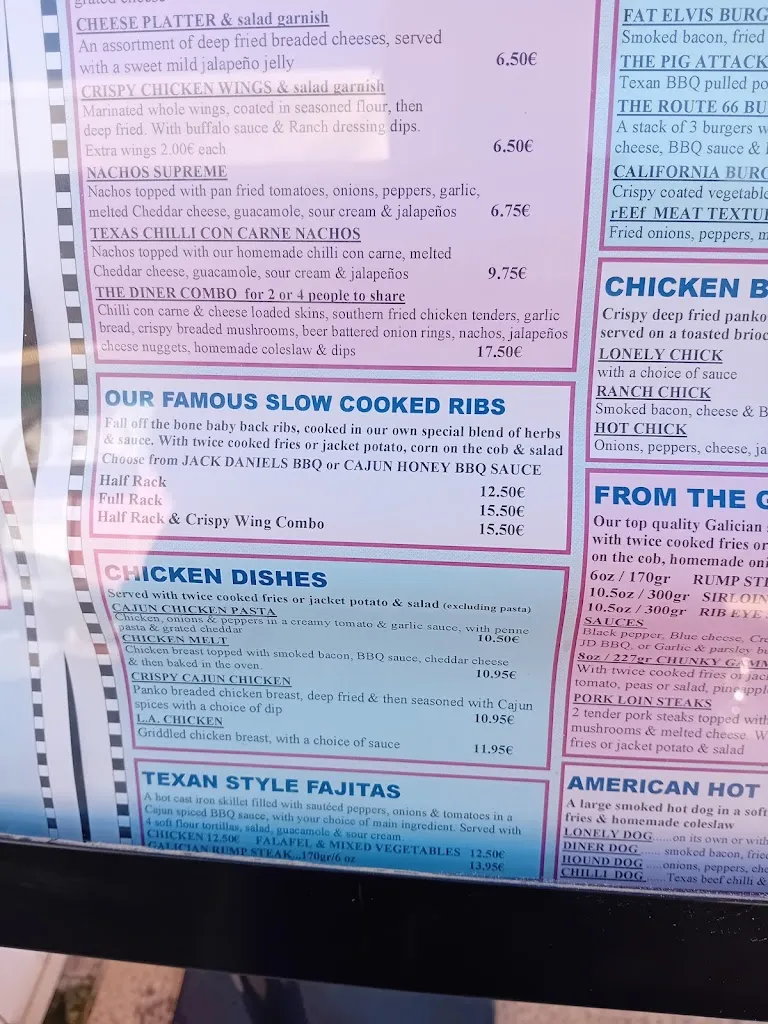 grated cheese
CHEESE PLATTER & salad garnish
An assortment of deep fried breaded cheeses, served
with a sweet mild jalapeño jelly 6.50€
CRISPY CHICKEN WINGS & salad garnish
Marinated whole wings, coated in seasoned flour, then
deep fried. With buffalo sauce & Ranch dressing dips.
Extra wings 2.00€ each 6.50€
NACHOS SUPREME
Nachos topped with pan fried tomatoes, onions, peppers, garlic,
melted Cheddar cheese, guacamole, sour cream & jalapeños 6.75€
TEXAS CHILLI CON CARNE NACHOS
Nachos topped with our homemade chilli con carne, melted
Cheddar cheese, guacamole, sour cream & jalapeños 9.75€
THE DINER COMBO for 2 or 4 people to share
Chilli con carne & cheese loaded skins, southern fried chicken tenders, garlic
bread, crispy breaded mushrooms, beer battered onion rings, nachos, jalapeños
cheese nuggets, homemade coleslaw & dips 17.50€
OUR FAMOUS SLOW COOKED RIBS
Fall off the bone baby back ribs, cooked in our own special blend of herbs
& sauce. With twice cooked fries or jacket potato, corn on the cob & salad
Choose from JACK DANIELS BBQ or CAJUN HONEY BBQ SAUCE
Half Rack 12.50€
Full Rack 15.50€
Half Rack & Crispy Wing Combo 15.50€
CHICKEN DISHES
Served with twice cooked fries or jacket potato & salad (excluding pasta)
CAJUN CHICKEN PASTA
Chicken, onions & peppers in a creamy tomato & garlic sauce, with penne
pasta & grated cheddar 10.50€
CHICKEN MELT
Chicken breast topped with smoked bacon, BBQ sauce, cheddar cheese
& then baked in the oven. 10.95€
CRISPY CAJUN CHICKEN
Panko breaded chicken breast, deep fried & then seasoned with Cajun
spices with a choice of dip 10.95€
L.A. CHICKEN
Griddled chicken breast, with a choice of sauce 11.95€
TEXAN STYLE FAJITAS
A hot cast iron skillet filled with sautéed peppers, onions & tomatoes in a
Cajun spiced BBQ sauce, with your choice of main ingredient. Served with
4 soft flour tortillas, salad, guacamole & sour cream
CHICKEN 12.50€ FALAFEL & MIXED VEGETABLES 12.50€
GALICIAN RUMP STEAK...170gr/6 oz 13.95€
FAT ELVIS BURG
Smoked bacon, fried
THE PIG ATTACK
Texan BBQ pulled po
THE ROUTE 66 BU
A stack of 3 burgers w
cheese, BBQ sauce &
CALIFORNIA BURG
Crispy coated vegetable
rEEf MEAT TEXTU
Fried onions, peppers, m
CHICKEN B
Crispy deep fried panko
served on a toasted brioc
LONELY CHICK
with a choice of sauce
RANCH CHICK
Smoked bacon, cheese & B
HOT CHICK
Onions, peppers, cheese, ja
FROM THE G
Our top quality Galician
with twice cooked fries or
on the cob, homemade oni
6oz / 170gr RUMP STE
10.5oz / 300gr SIRLOIN
10.5oz / 300gr RIB EYE
SAUCES
Black pepper, Blue cheese, Cre
JD BBQ, or Garlic & parsley bu
8oz / 227gr CHUNKY GAMM
With twice cooked fries or jack
tomato, peas or salad, pineapple
PORK LOIN STEAKS
2 tender pork steaks topped with
mushrooms & melted cheese. W
fries or jacket potato & salad
AMERICAN HOT
A large smoked hot dog in a soft
fries & homemade coleslaw
LONELY DOG.....on its own or with
DINER DOG...... smoked bacon, fried
HOUND DOG.....onions, peppers, che
CHILLI DOG...... Texas beef chilli &